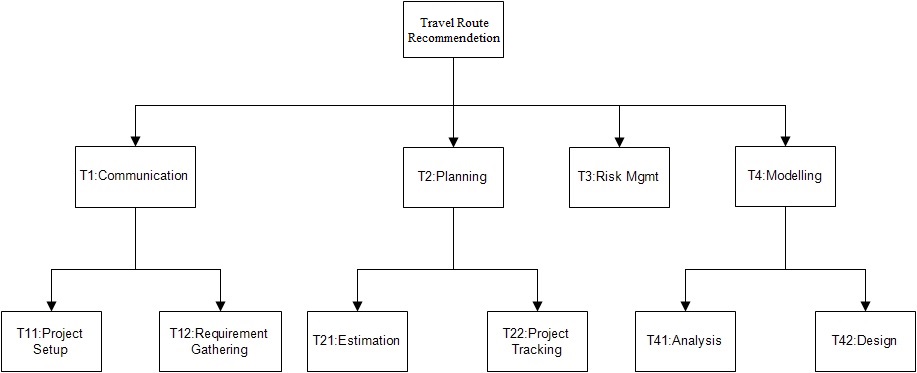 Travel Route
Recommendetion
T1:Communication
T2:Planning
T3:Risk Mgmt
T4:Modelling
T11:Project
Setup
T12:Requirement
Gathering
T21:Estimation
T22:Project
Tracking
T41:Analysis
T42:Design